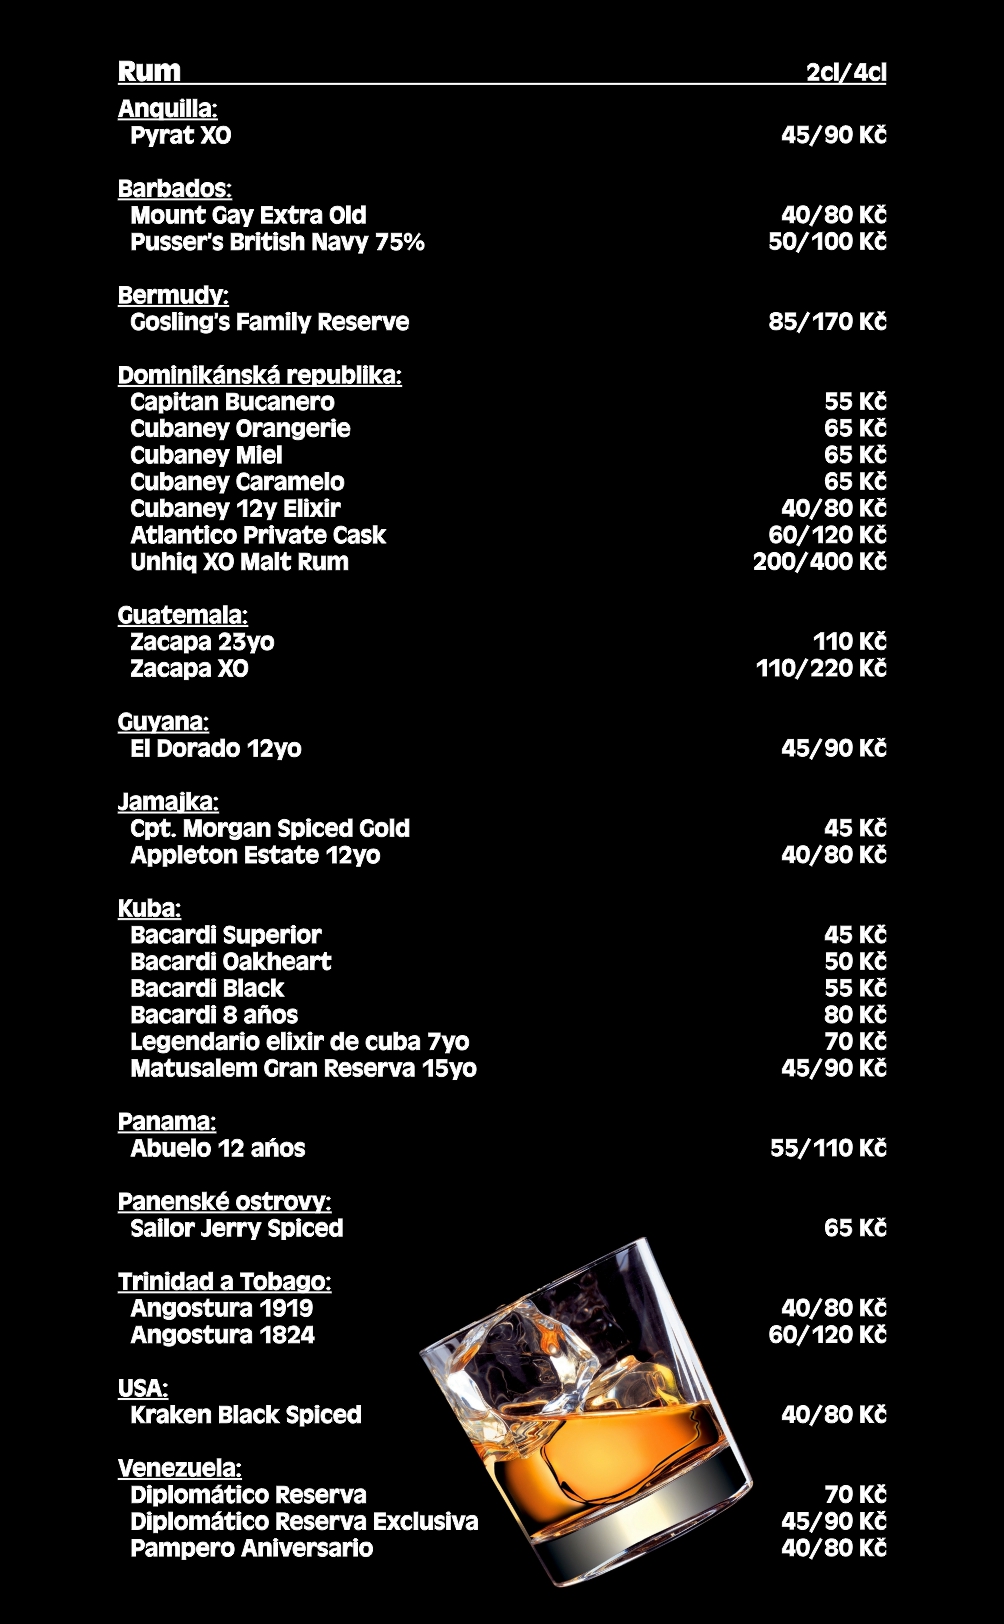 Rum 2cl/4cl
Anquilla:
Pyrat XO 45/90 Kč
Barbados:
Mount Gay Extra Old 40/80 Kč
Pusser's British Navy 75% 50/100 Kč
Bermudy:
Gosling's Family Reserve 85/170 Kč
Dominikánská republika:
Capitan Bucanero 55 Kč
Cubaney Orangerie 65 Kč
Cubaney Miel 65 Kč
Cubaney Caramelo 65 Kč
Cubaney 12y Elixir 40/80 Kč
Atlantico Private Cask 60/120 Kč
Unhiq XO Malt Rum 200/400 Kč
Guatemala:
Zacapa 23yo 110 Kč
Zacapa XO 110/220 Kč
Guyana:
El Dorado 12yo 45/90 Kč
Jamajka:
Cpt. Morgan Spiced Gold 45 Kč
Appleton Estate 12yo 40/80 Kč
Kuba:
Bacardi Superior 45 Kč
Bacardi Oakheart 50 Kč
Bacardi Black 55 Kč
Bacardi 8 años 80 Kč
Legendario elixir de cuba 7yo 70 Kč
Matusalem Gran Reserva 15yo 45/90 Kč
Panama:
Abuelo 12 ańos 55/110 Kč
Panenské ostrovy:
Sailor Jerry Spiced 65 Kč
Trinidad a Tobago:
Angostura 1919 40/80 Kč
Angostura 1824 60/120 Kč
USA:
Kraken Black Spiced 40/80 Kč
Venezuela:
Diplomático Reserva 70 Kč
Diplomático Reserva Exclusiva 45/90 Kč
Pampero Aniversario 40/80 Kč